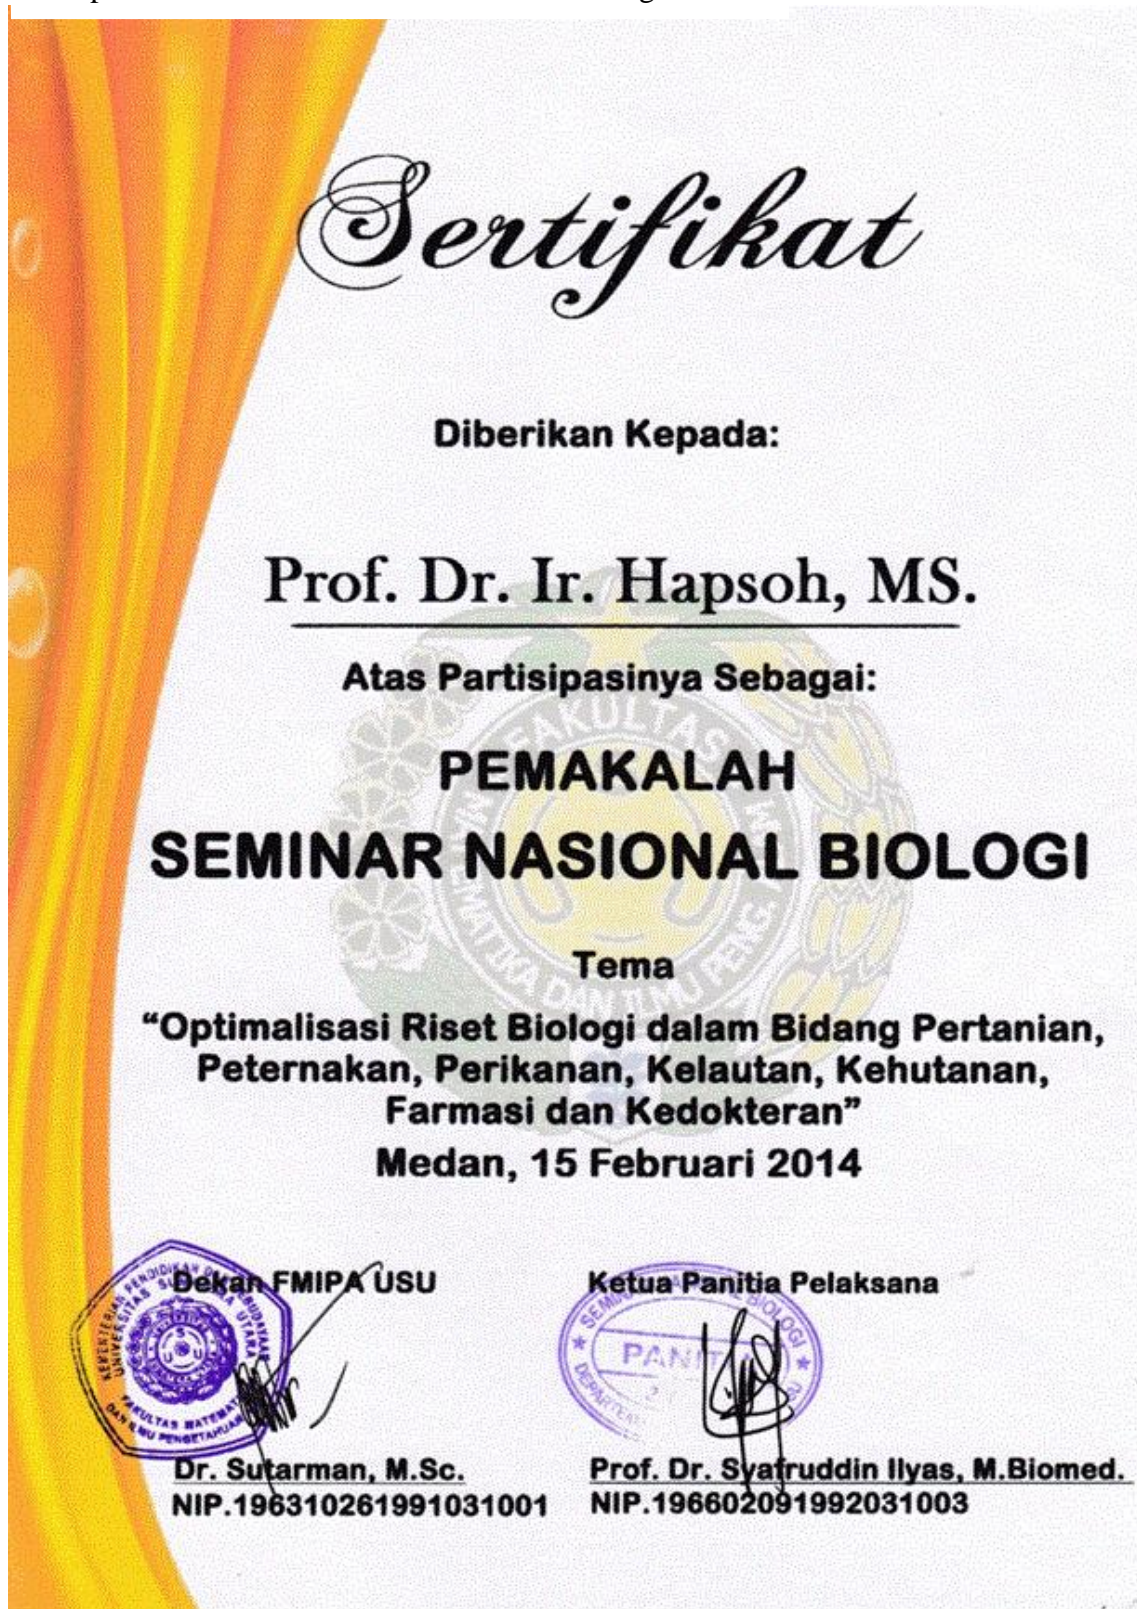 Sertifikat
Diberikan Kepada:
Prof. Dr. Ir. Hapsoh, MS.
Atas Partisipasinya Sebagai:
PEMAKALAH
SEMINAR NASIONAL BIOLOGI
Tema
“Optimalisasi Riset Biologi dalam Bidang Pertanian,
Peternakan, Perikanan, Kelautan, Kehutanan,
Farmasi dan Kedokteran”
Medan, 15 Februari 2014
Dekan FMIPA USU
Ketua Panitia Pelaksana
Dr. Sutarman, M.Sc.
NIP.196310261991031001
Prof. Dr. Syafruddin Ilyas, M.Biomed.
NIP.196602091992031003